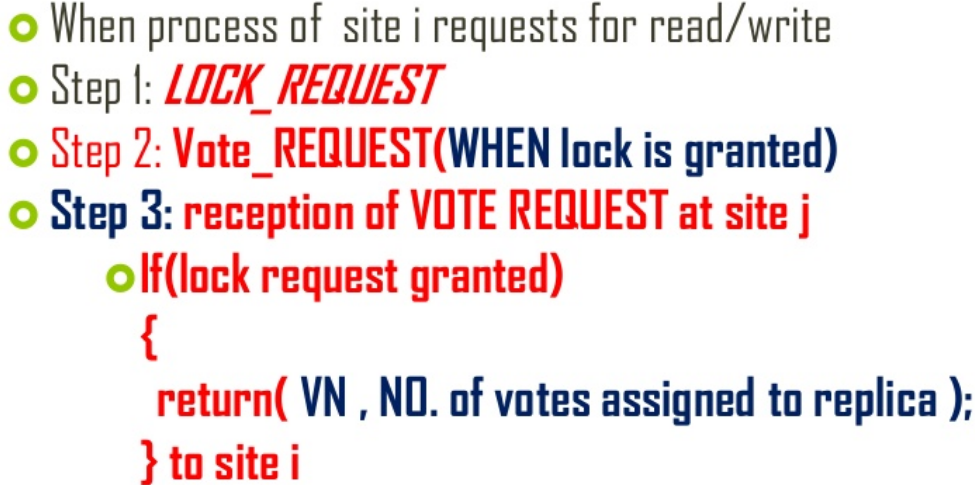 When process of site i requests for read/write
Step 1: LOCK_REQUEST
Step 2: Vote_REQUEST(WHEN lock is granted)
Step 3: reception of VOTE REQUEST at site j
If(lock request granted)
{
return( VN , NO. of votes assigned to replica );
} to site i